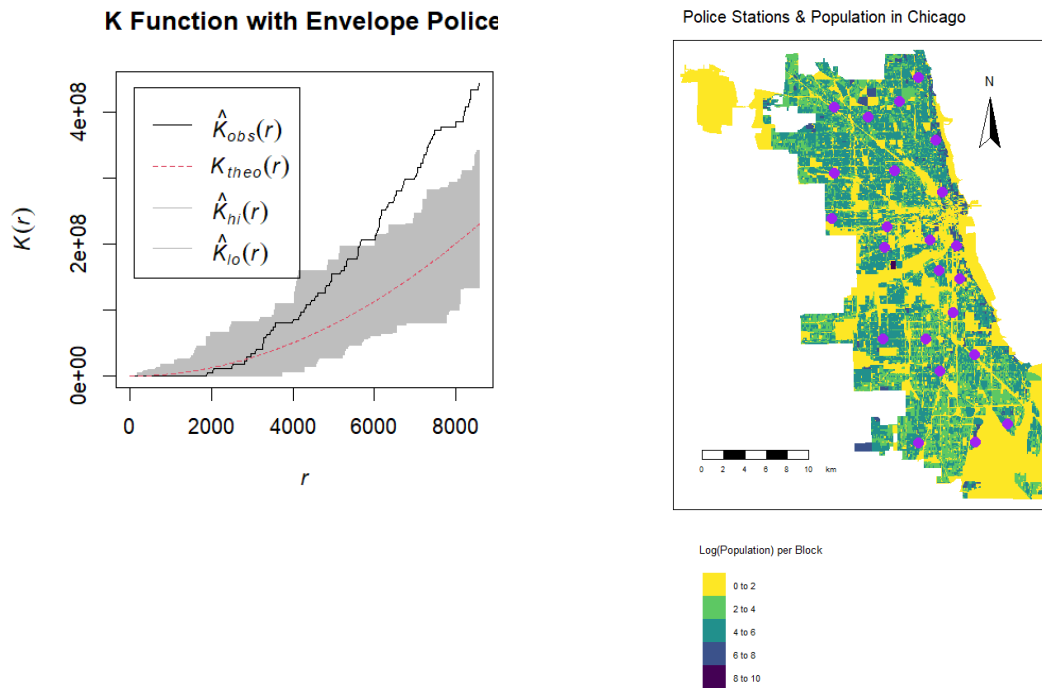 K Function with Envelope Police
K̂obs(r)
Ktheo(r)
K̂hi(r)
K̂lo(r)
K(r)
0e+00
2e+08
4e+08
0
2000
4000
6000
8000
r
Police Stations & Population in Chicago
N
0 2 4 6 8 10 km
Log(Population) per Block
0 to 2
2 to 4
4 to 6
6 to 8
8 to 10